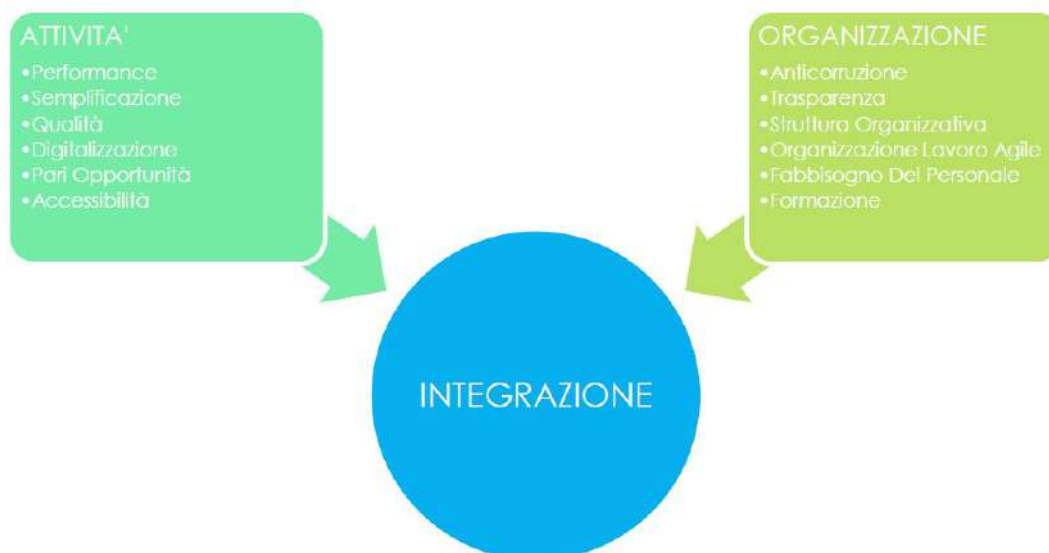 ATTIVITA'
•Performance
•Semplificazione
•Qualità
•Digitalizzazione
•Pari Opportunità
•Accessibilità
ORGANIZZAZIONE
•Anticorruzione
•Trasparenza
•Struttura Organizzativa
•Organizzazione Lavoro Agile
•Fabbisogno Del Personale
•Formazione
INTEGRAZIONE